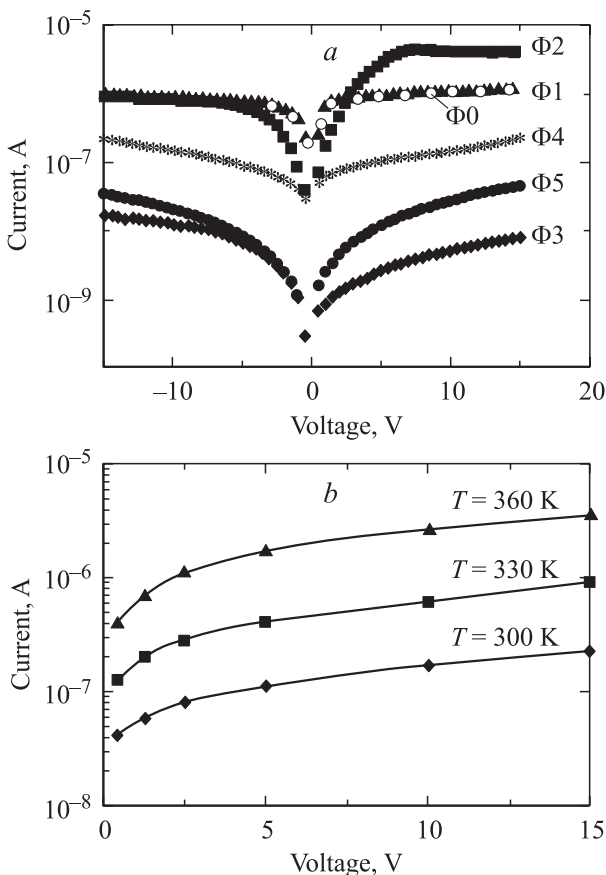 10⁻⁵
a
Φ2
Φ1
Φ0
10⁻⁷
Φ4
Φ5
Φ3
10⁻⁹
Current, A
–10
0
10
20
Voltage, V
10⁻⁵
b
T = 360 K
10⁻⁶
T = 330 K
T = 300 K
10⁻⁷
10⁻⁸
Current, A
0
5
10
15
Voltage, V